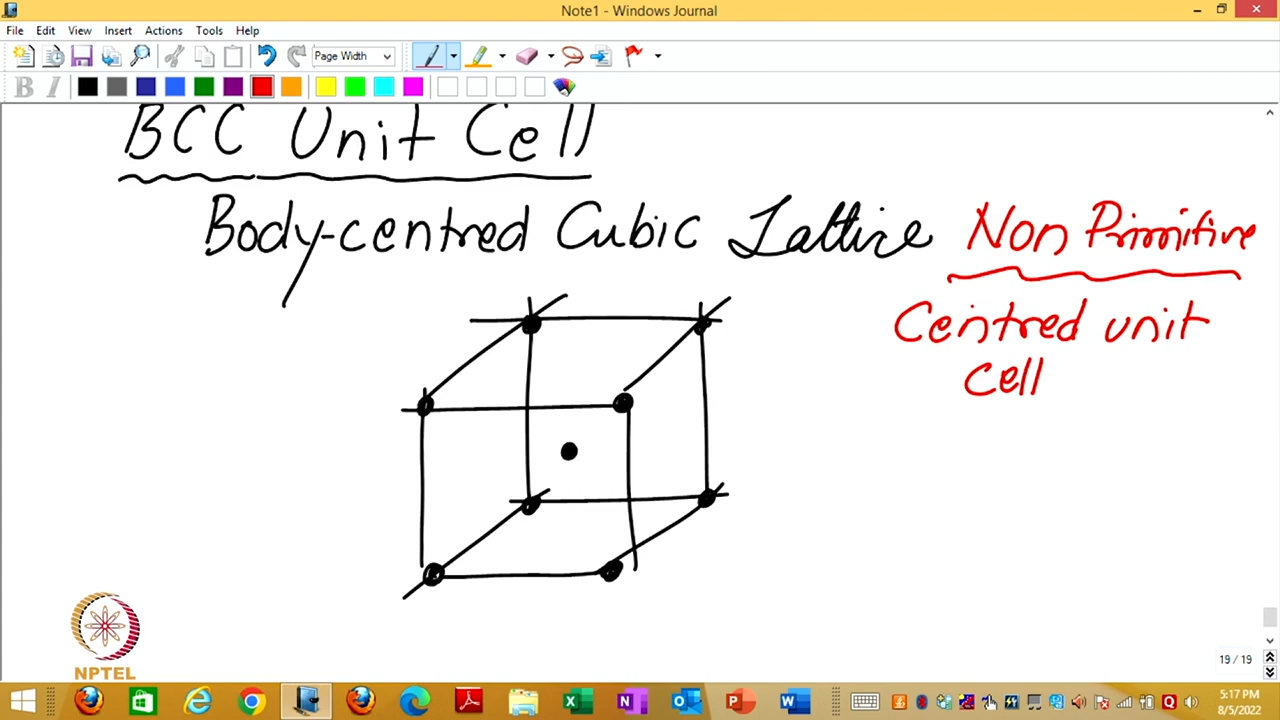 Note1 - Windows Journal
File Edit View Insert Actions Tools Help
Page Width
B I
BCC Unit Cell
Body-centred Cubic Lattice Non Primitive
Centred unit
cell
NPTEL
19 / 19
5:17 PM
8/5/2022